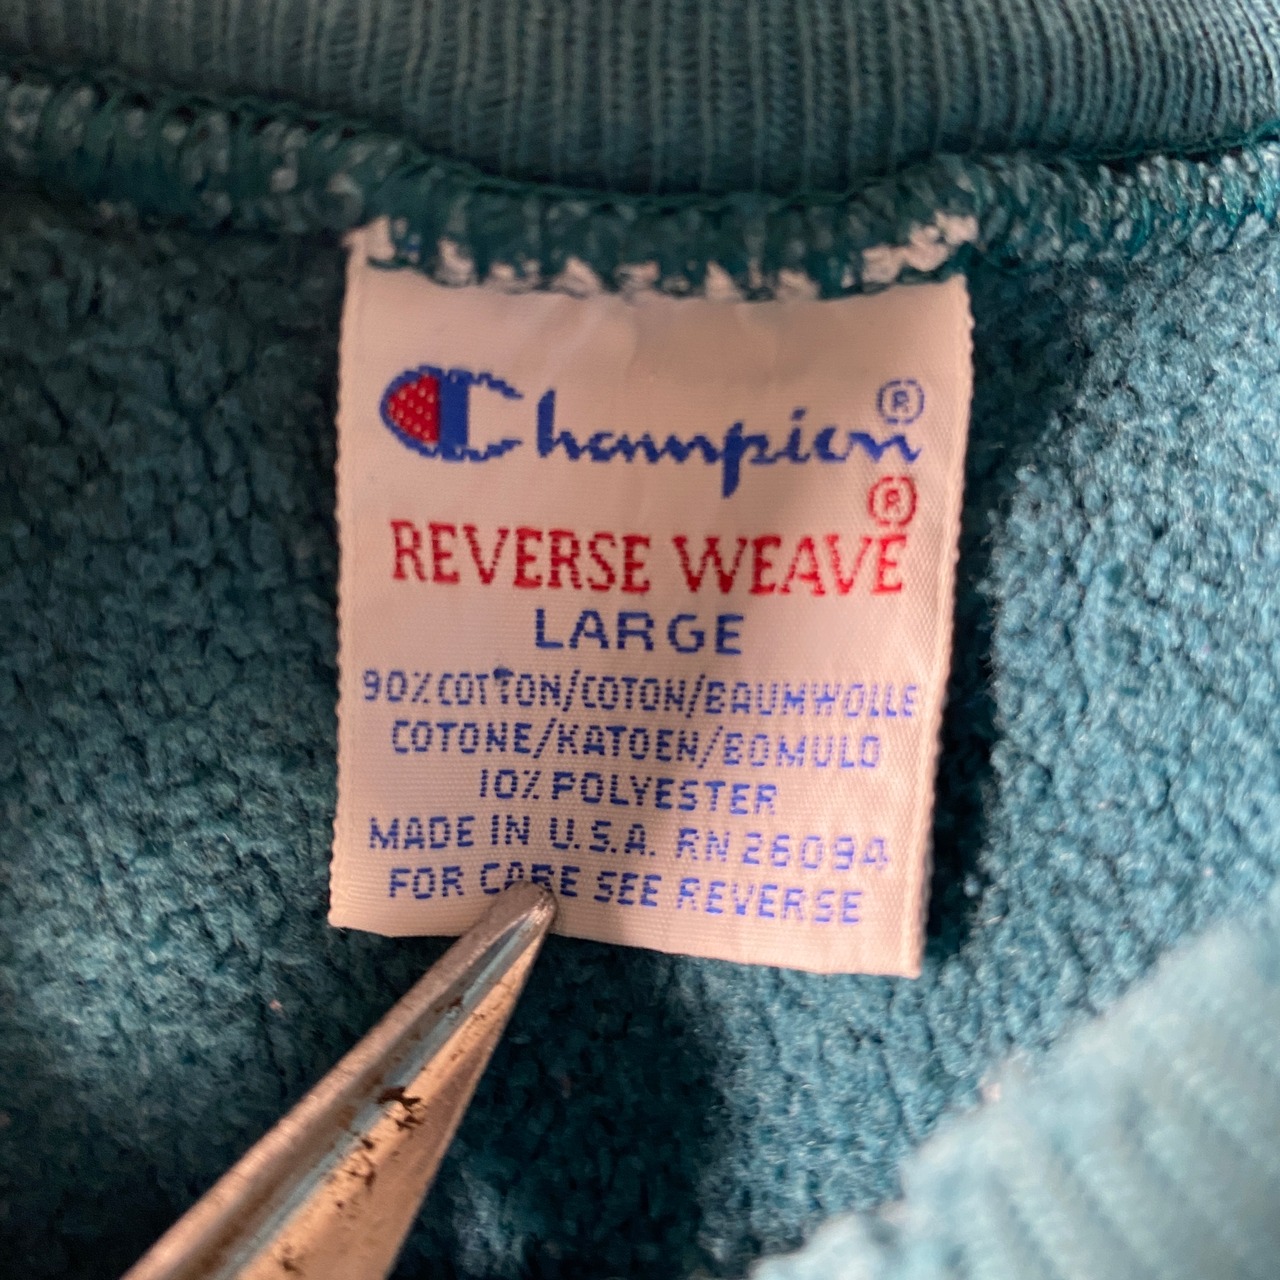 Champion®
REVERSE WEAVE®
LARGE
90% COTTON/COTON/BAUMWOLLE
COTONE/KATOEN/BOMULD
10% POLYESTER
MADE IN U.S.A. RN 26094
FOR CARE SEE REVERSE